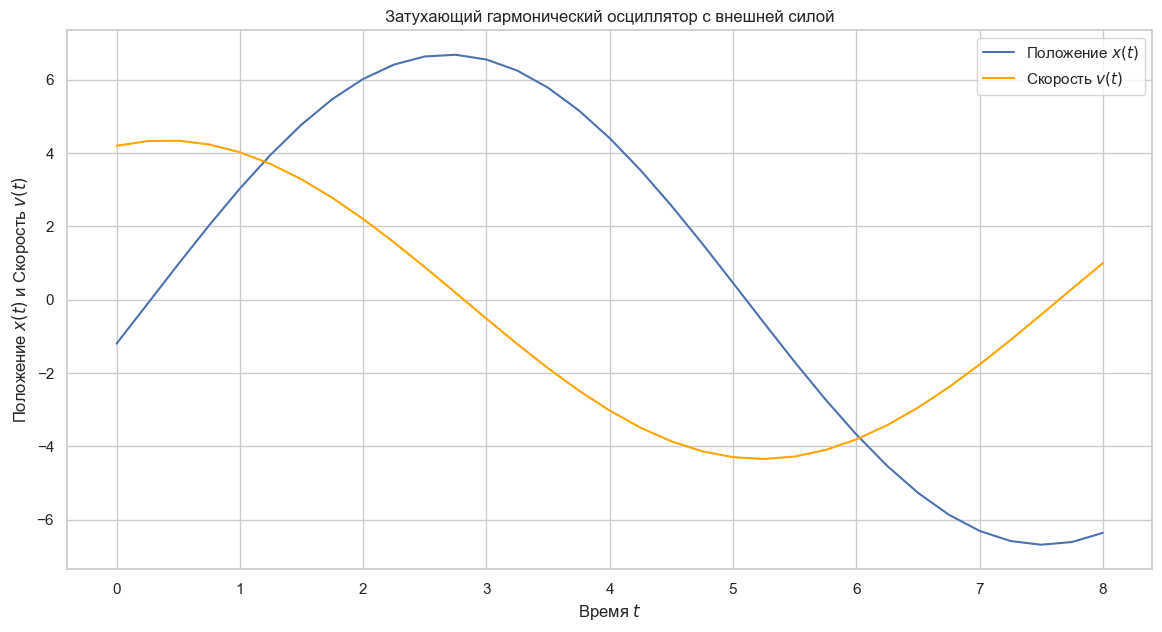 Затухающий гармонический осциллятор с внешней силой
Положение x(t)
Скорость v(t)
Положение x(t) и Скорость v(t)
6
4
2
0
−2
−4
−6
0 1 2 3 4 5 6 7 8
Время t